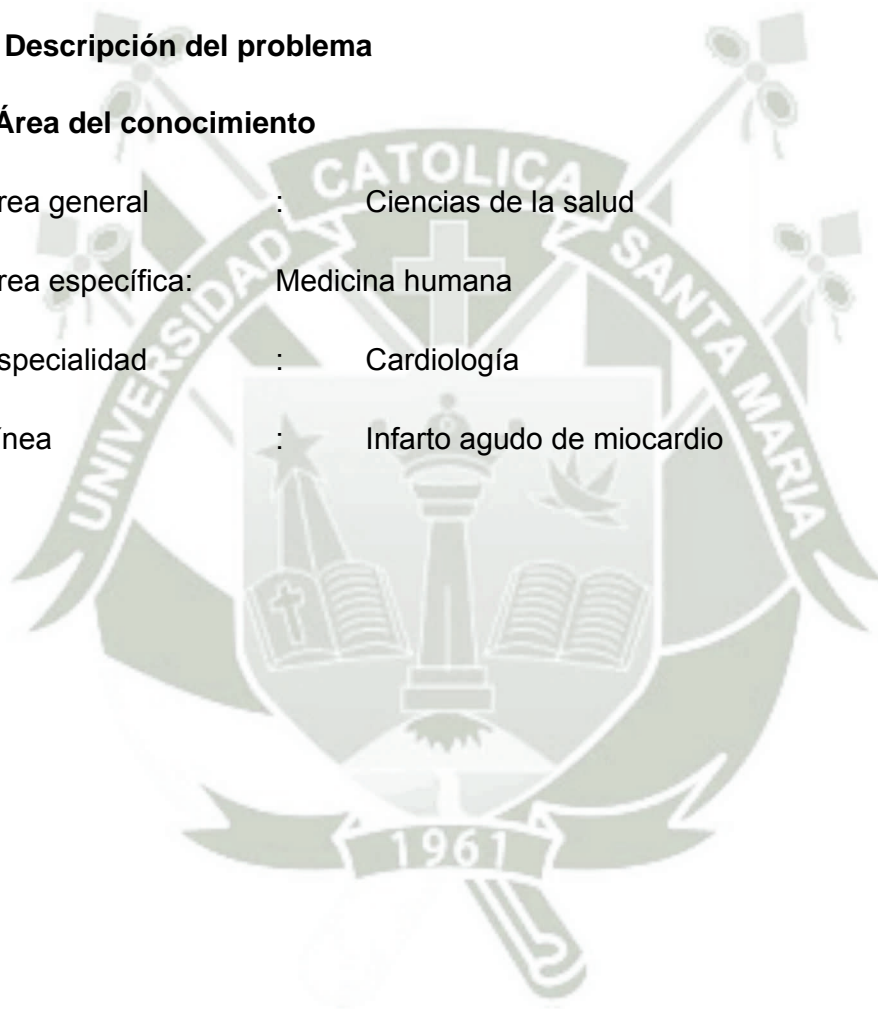 Descripción del problema
Área del conocimiento
rea general : Ciencias de la salud
rea específica: Medicina humana
specialidad : Cardiología
ínea : Infarto agudo de miocardio
UNIVERSIDAD CATOLICA SANTA MARIA
1961